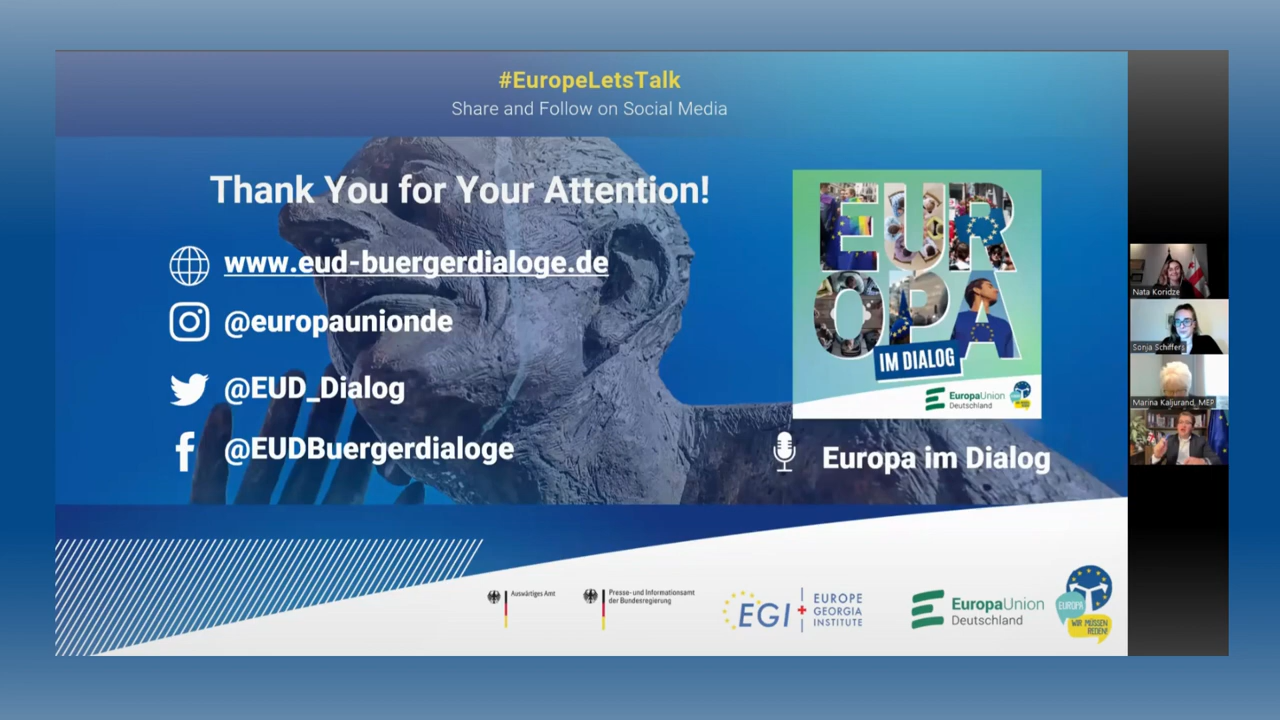 #EuropeLetsTalk
Share and Follow on Social Media
Thank You for Your Attention!
www.eud-buergerdialoge.de
@europaunionde
@EUD_Dialog
@EUDBuergerdialoge
EUR
OPA
IM DIALOG
EuropaUnion
Deutschland
Europa im Dialog
Nata Koridze
Sonja Schiffers
Marina Kaljurand, MEP
Auswärtiges Amt
Presse- und Informationsamt
der Bundesregierung
EGI
EUROPE
GEORGIA
INSTITUTE
EuropaUnion
Deutschland
EUROPA
WIR MÜSSEN
REDEN!